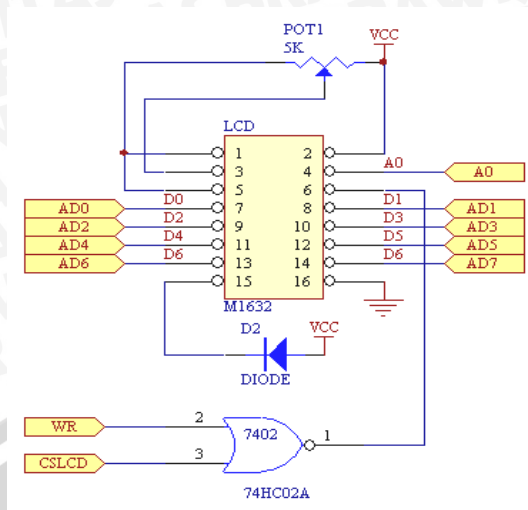 POT1
5K
VCC
LCD
1 2
3 4 A0 A0
5 6
AD0 D0 7 8 D1 AD1
AD2 D2 9 10 D3 AD3
AD4 D4 11 12 D5 AD5
AD6 D6 13 14 D6 AD7
15 16
M1632
D2 VCC
DIODE
WR 2
7402 1
CSLCD 3
74HC02A